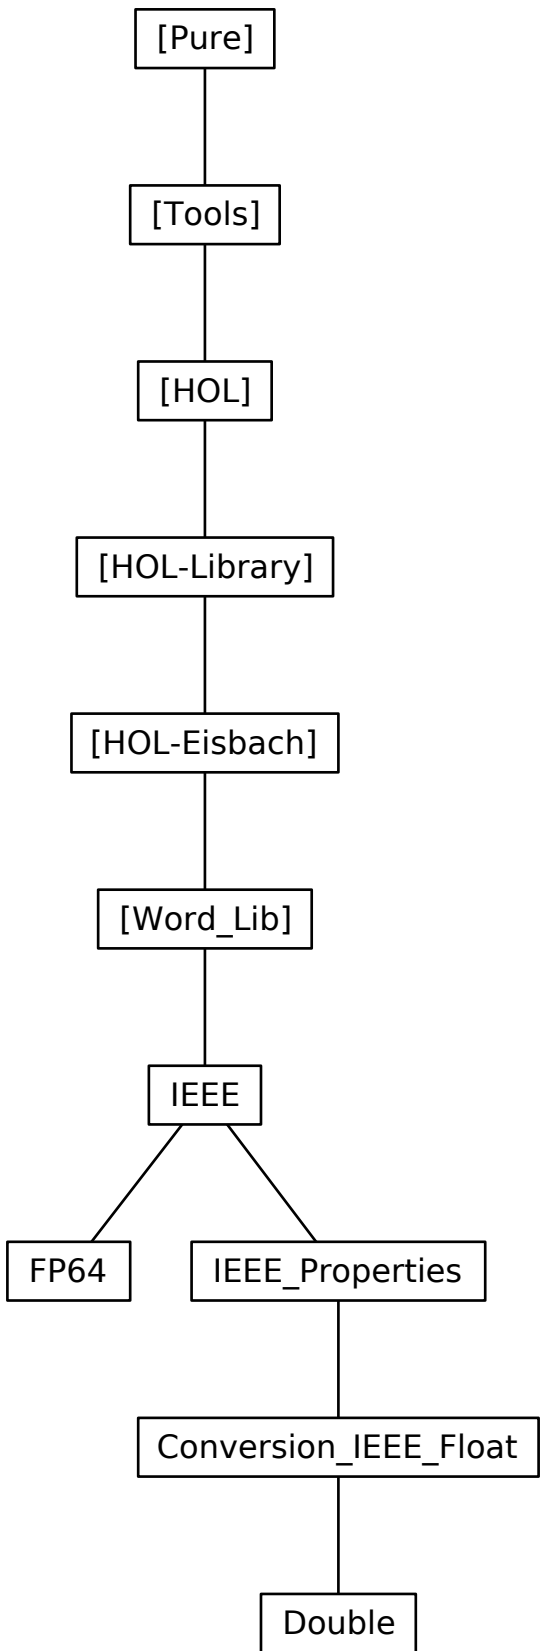 [Pure]
[Tools]
[HOL]
[HOL-Library]
[HOL-Eisbach]
[Word_Lib]
IEEE
FP64
IEEE_Properties
Conversion_IEEE_Float
Double